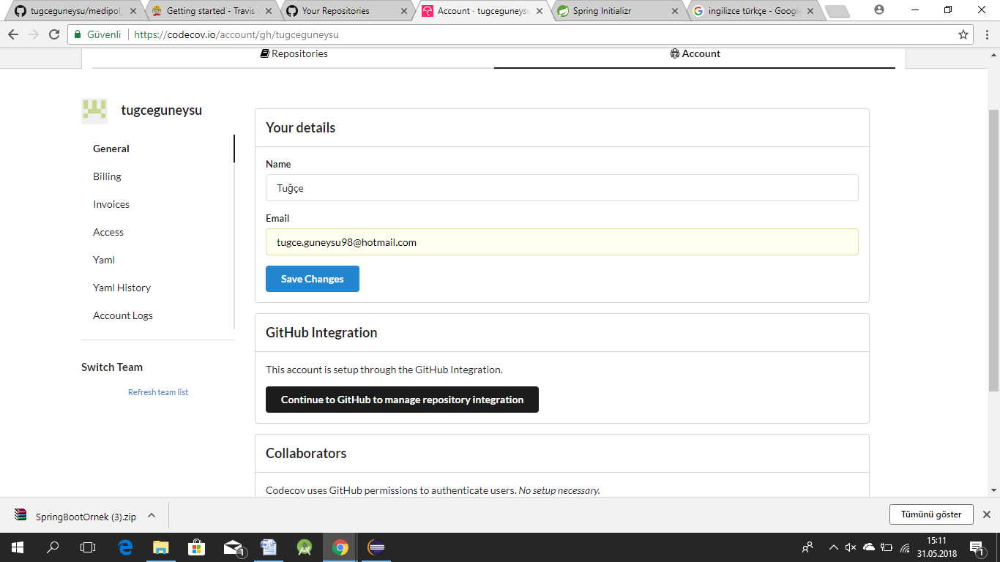 tugceguneysu/medipol_
Getting started - Travis
Your Repositories
Account · tugceguneysu
Spring Initializr
ingilizce türkçe - Google
Güvenli
https://codecov.io/account/gh/tugceguneysu
Repositories
Account
tugceguneysu
General
Billing
Invoices
Access
Yaml
Yaml History
Account Logs
Switch Team
Refresh team list
Your details
Name
Tuğçe
Email
tugce.guneysu98@hotmail.com
Save Changes
GitHub Integration
This account is setup through the GitHub Integration.
Continue to GitHub to manage repository integration
Collaborators
Codecov uses GitHub permissions to authenticate users. No setup necessary.
SpringBootOrnek (3).zip
Tümünü göster
1
15:11
31.05.2018
1